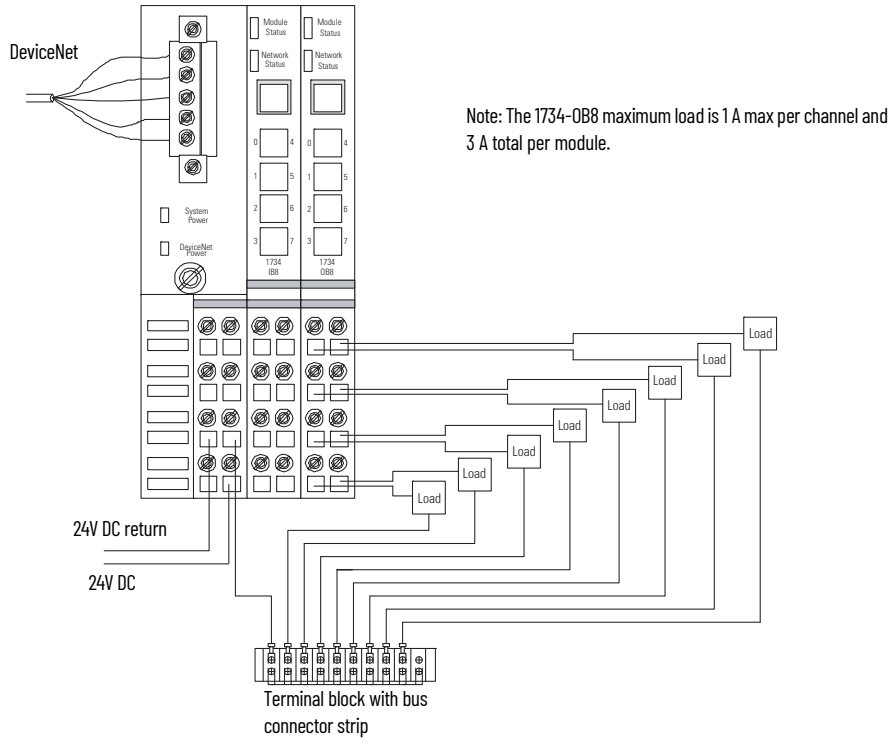 DeviceNet
Module
Status
Module
Status
Network
Status
Network
Status
Note: The 1734-OB8 maximum load is 1 A max per channel and
3 A total per module.
0 4 0 4
1 5 1 5
2 6 2 6
3 7 3 7
System
Power
DeviceNet
Power
1734
IB8
1734
OB8
Load
Load
Load
Load
Load
Load
Load
Load
24V DC return
24V DC
Terminal block with bus
connector strip